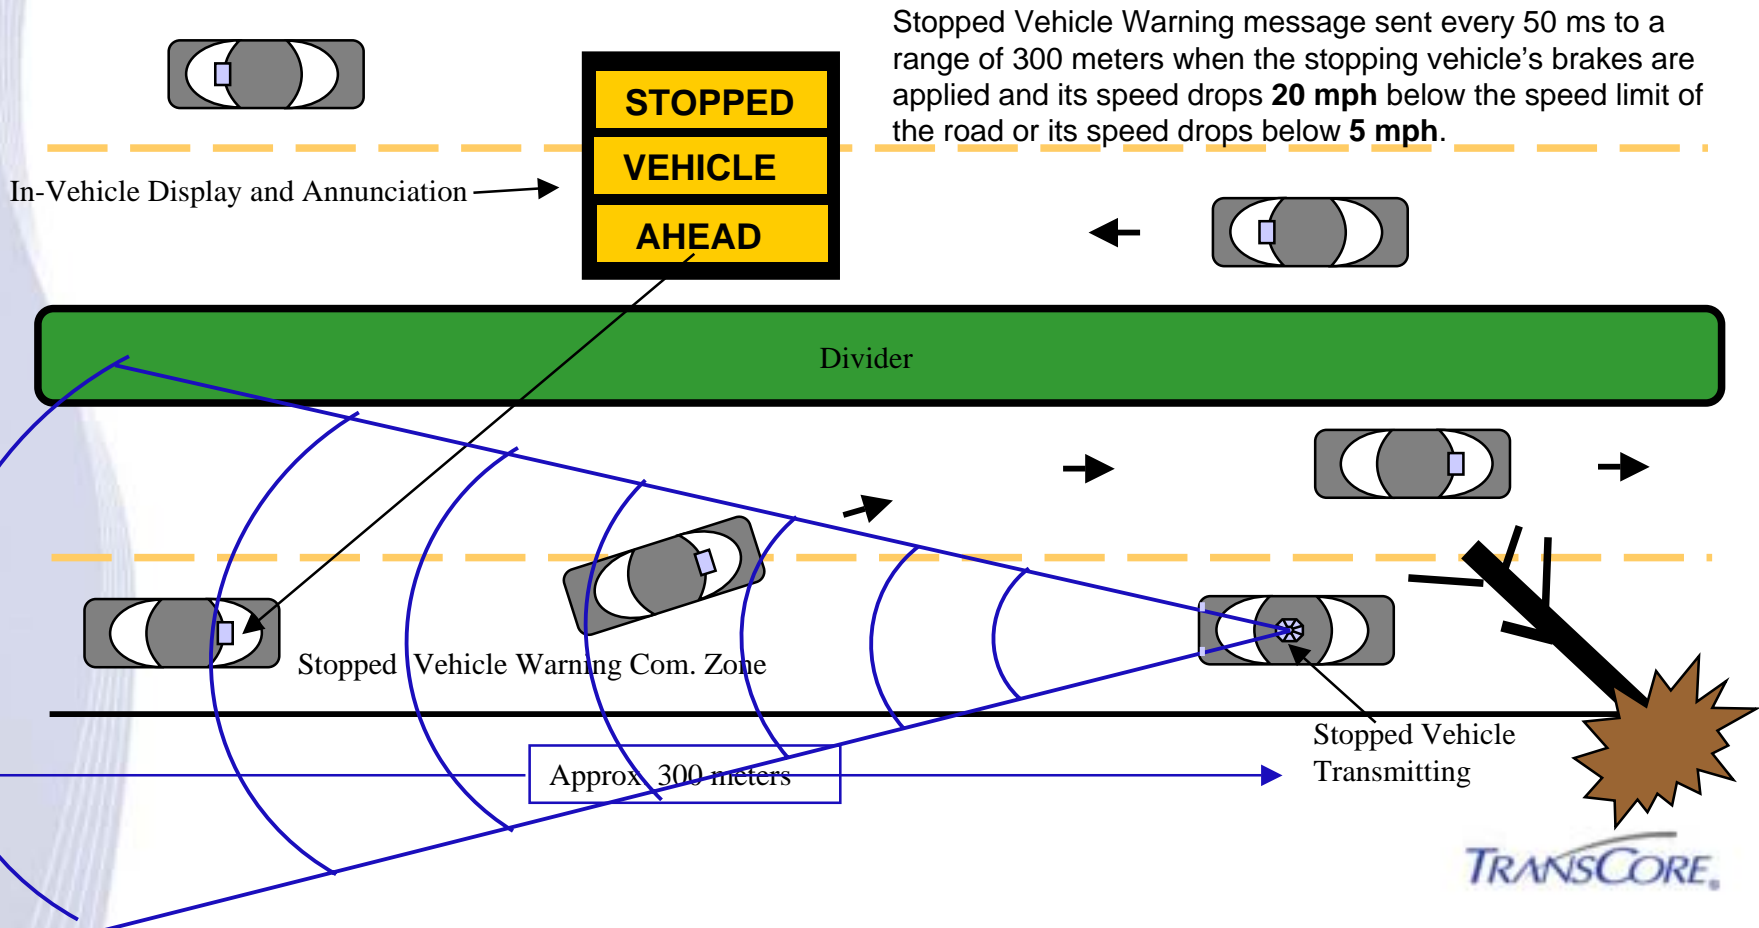 Stopped Vehicle Warning message sent every 50 ms to a
range of 300 meters when the stopping vehicle's brakes are
applied and its speed drops 20 mph below the speed limit of
the road or its speed drops below 5 mph.
STOPPED
VEHICLE
AHEAD
In-Vehicle Display and Annunciation
Divider
Stopped Vehicle Warning Com. Zone
Stopped Vehicle
Transmitting
Approx. 300 meters
TRANSCORE®